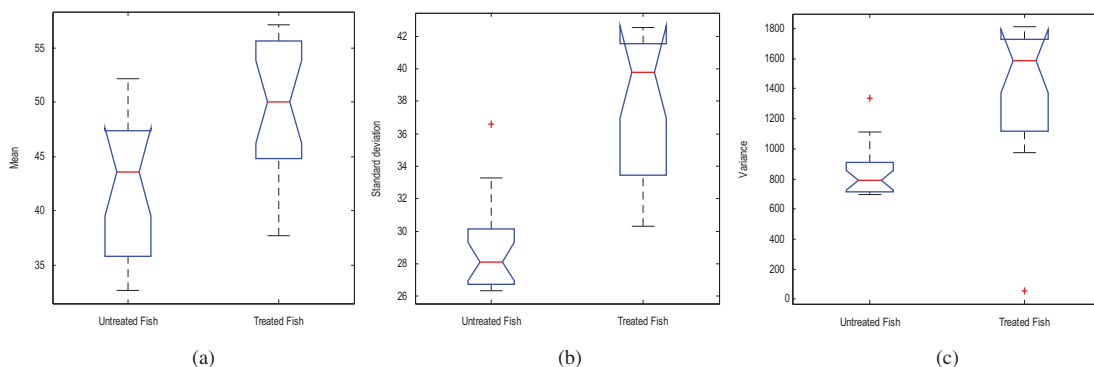 Mean
55
50
45
40
35
Untreated Fish
Treated Fish
(a)
Standard deviation
42
40
38
36
34
32
30
28
26
Untreated Fish
Treated Fish
(b)
Variance
1800
1600
1400
1200
1000
800
600
400
200
0
Untreated Fish
Treated Fish
(c)